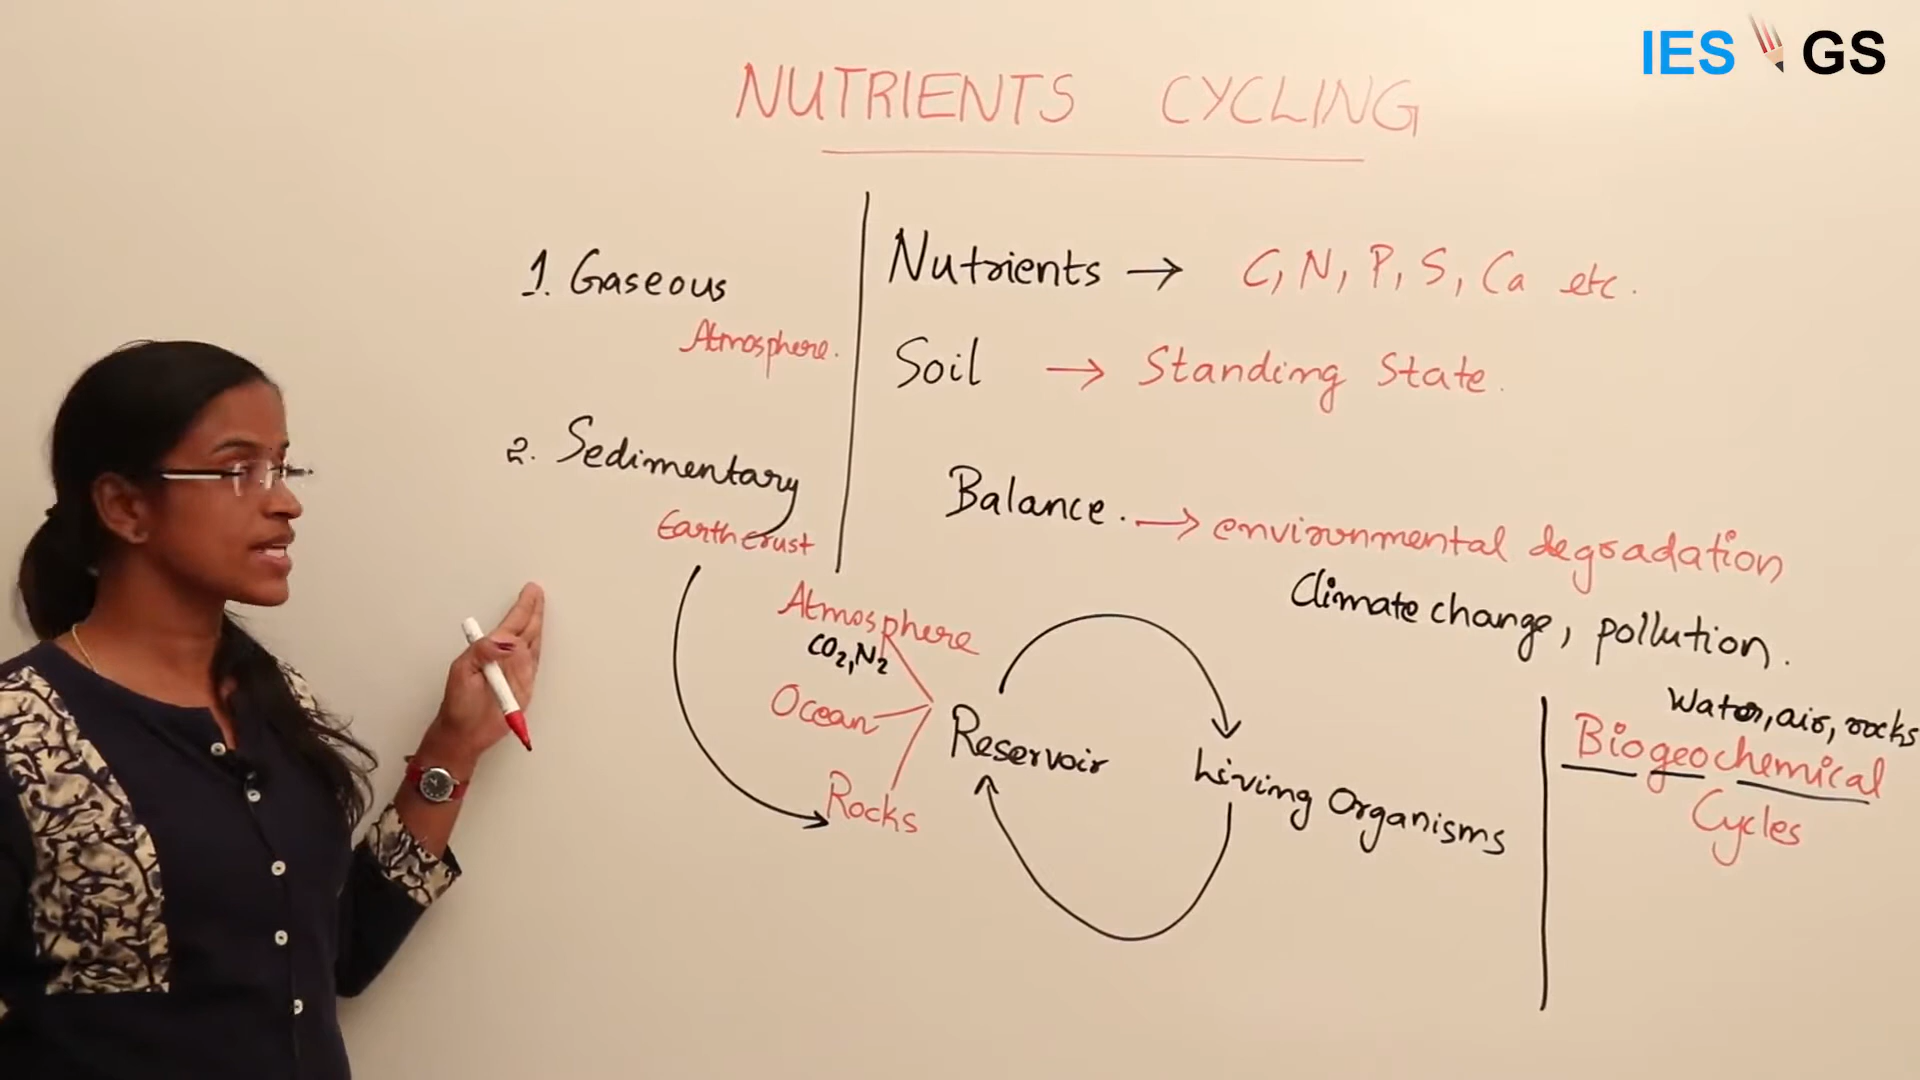 IES GS
NUTRIENTS CYCLING
1. Gaseous
Atmosphere.
2. Sedimentary
Earth crust
Nutrients → C, N, P, S, Ca etc.
Soil → Standing State.
Balance. → environmental degradation
Climate change, pollution.
Atmosphere
CO2, N2
Ocean
Rocks
Reservoir
Living Organisms
Water, air, rocks
Biogeochemical
Cycles